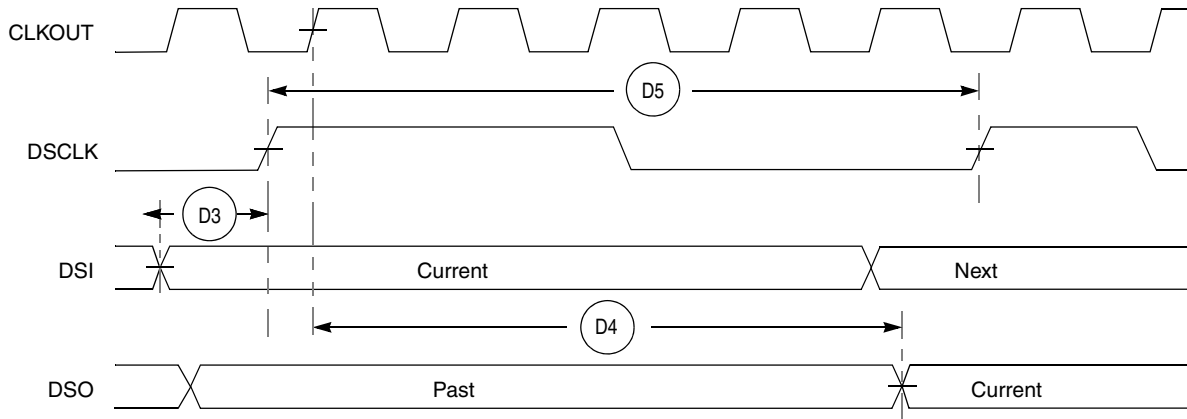 CLKOUT
D5
DSCLK
D3
DSI
Current
Next
D4
DSO
Past
Current